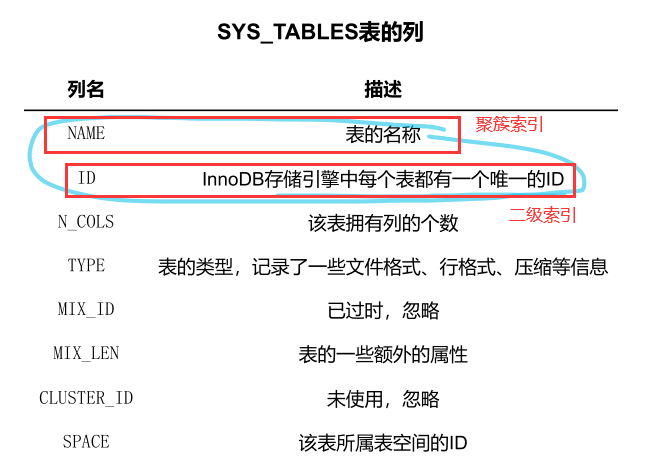 SYS_TABLES表的列
列名 描述
NAME 表的名称 聚簇索引
ID InnoDB存储引擎中每个表都有一个唯一的ID
二级索引
N_COLS 该表拥有列的个数
TYPE 表的类型，记录了一些文件格式、行格式、压缩等信息
MIX_ID 已过时，忽略
MIX_LEN 表的一些额外的属性
CLUSTER_ID 未使用，忽略
SPACE 该表所属表空间的ID